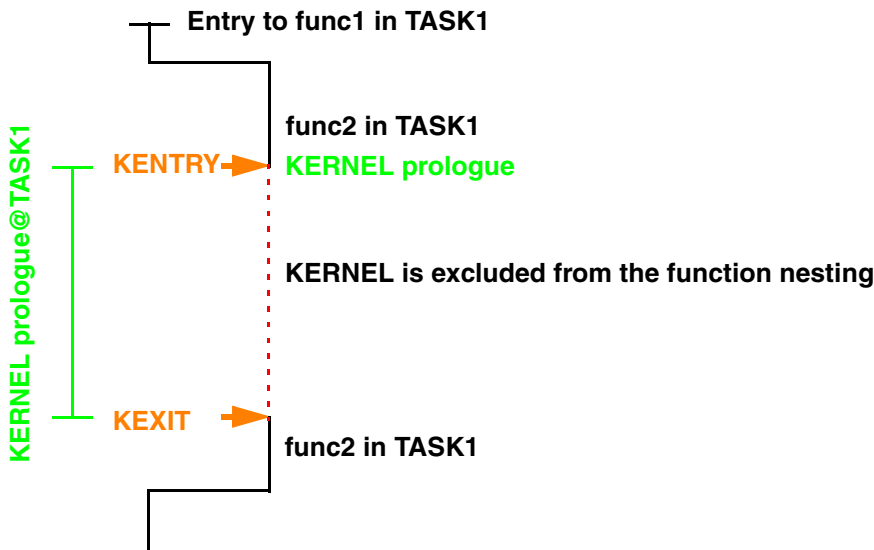 Entry to func1 in TASK1
func2 in TASK1
KENTRY
KERNEL prologue
KERNEL prologue@TASK1
KERNEL is excluded from the function nesting
KEXIT
func2 in TASK1